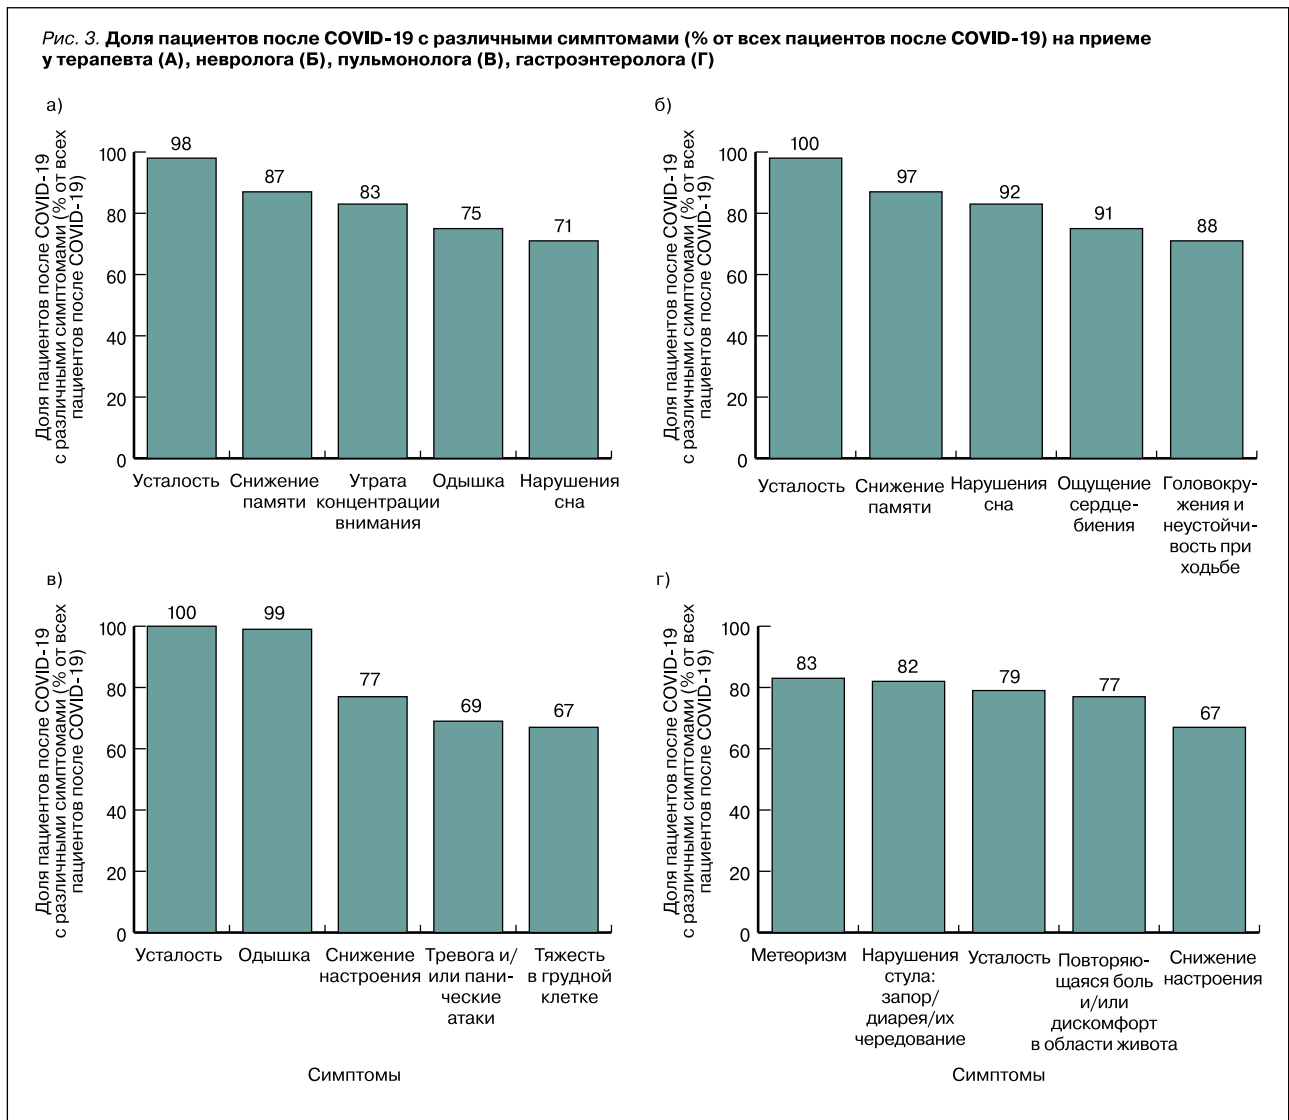 Рис. 3. Доля пациентов после COVID-19 с различными симптомами (% от всех пациентов после COVID-19) на приеме
у терапевта (А), невролога (Б), пульмонолога (В), гастроэнтеролога (Г)
а)
Доля пациентов после COVID-19
с различными симптомами (% от всех
пациентов после COVID-19)
100
80
60
40
20
0
98
87
83
75
71
Усталость
Снижение
памяти
Утрата
концентрации
внимания
Одышка
Нарушения
сна
б)
Доля пациентов после COVID-19
с различными симптомами (% от всех
пациентов после COVID-19)
100
80
60
40
20
0
100
97
92
91
88
Усталость
Снижение
памяти
Нарушения
сна
Ощущение
сердце-
биения
Головокру-
жения и
неустойчи-
вость при
ходьбе
в)
Доля пациентов после COVID-19
с различными симптомами (% от всех
пациентов после COVID-19)
100
80
60
40
20
0
100
99
77
69
67
Усталость
Одышка
Снижение
настроения
Тревога и/
или пани-
ческие
атаки
Тяжесть
в грудной
клетке
Симптомы
г)
Доля пациентов после COVID-19
с различными симптомами (% от всех
пациентов после COVID-19)
100
80
60
40
20
0
83
82
79
77
67
Метеоризм
Нарушения
стула:
запор/
диарея/их
чередование
Усталость
Повторяю-
щаяся боль
и/или
дискомфорт
в области живота
Снижение
настроения
Симптомы